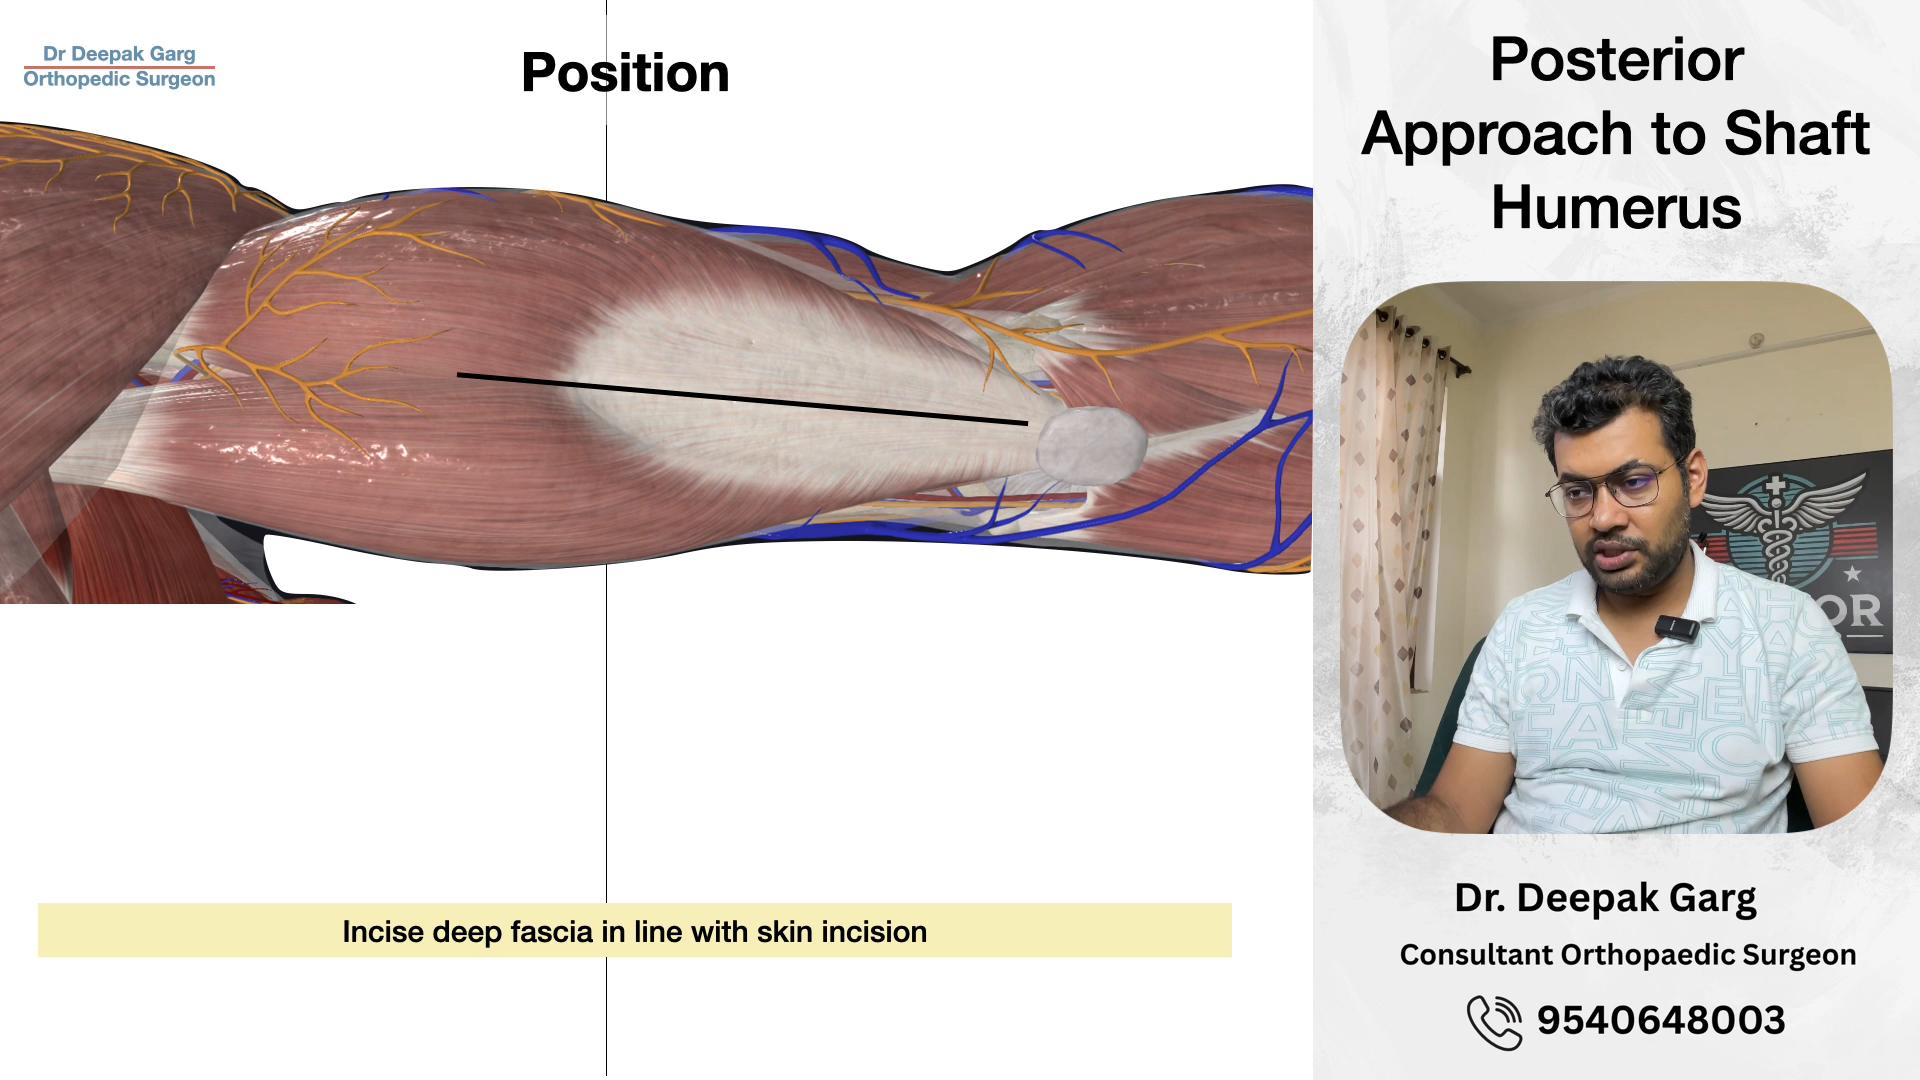 Dr Deepak Garg
Orthopedic Surgeon
Position
Incise deep fascia in line with skin incision
Posterior
Approach to Shaft
Humerus
OR
Dr. Deepak Garg
Consultant Orthopaedic Surgeon
9540648003